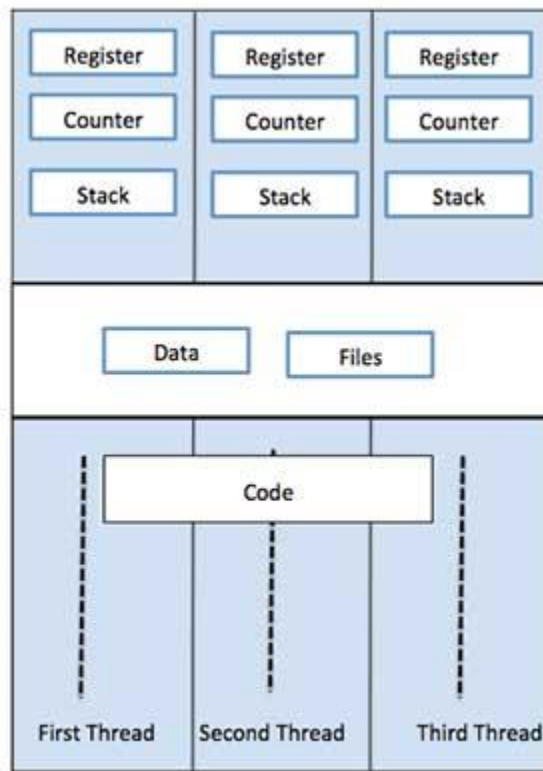 Register Register Register
Counter Counter Counter
Stack Stack Stack
Data Files
Code
First Thread Second Thread Third Thread